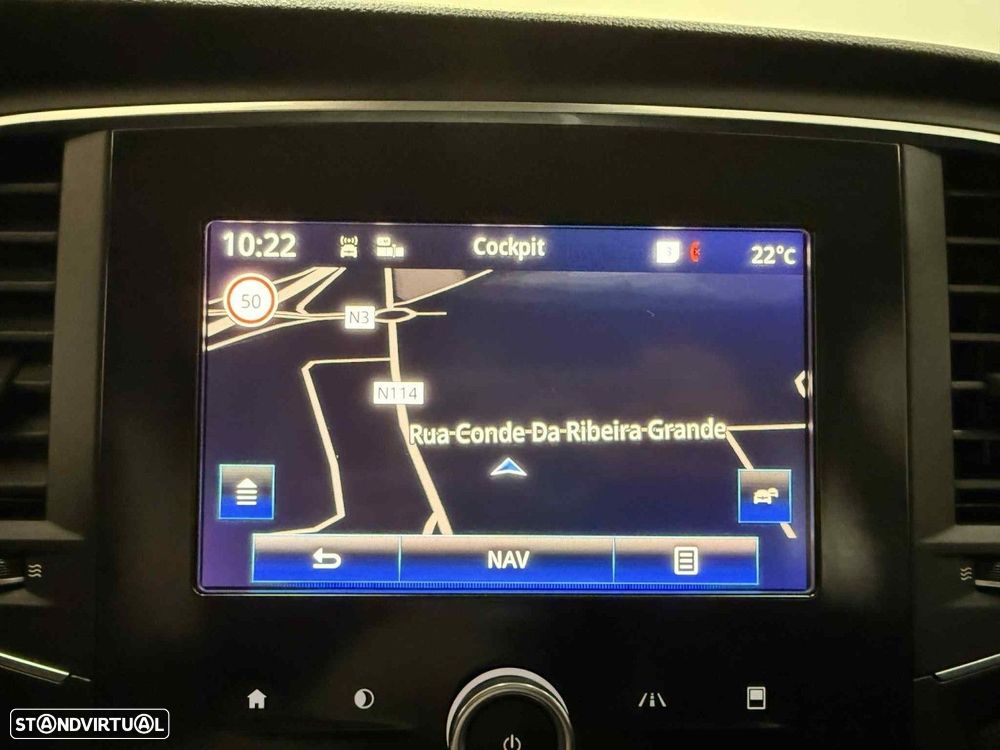 10:22
Cockpit
22°C
50
N3
N114
Rua-Conde-Da-Ribeira-Grande
NAV
STANDVIRTUAL